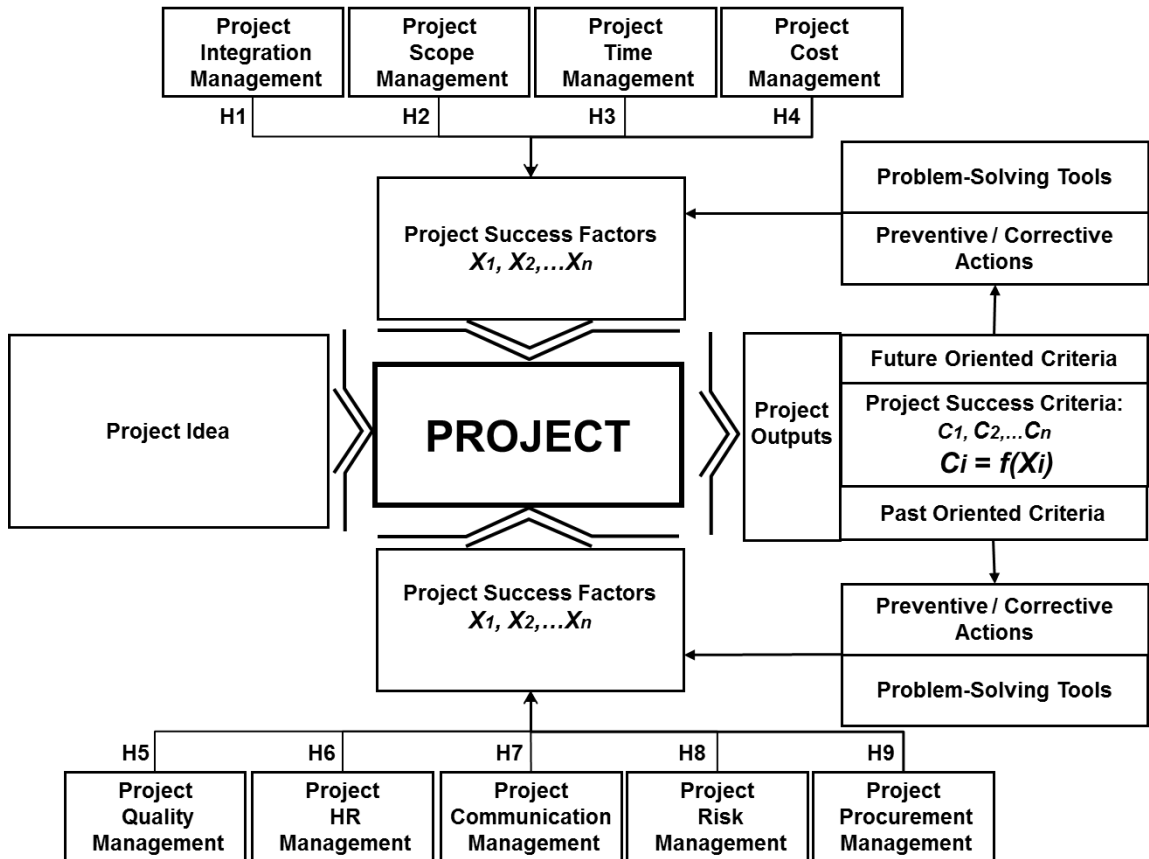 Project
Integration
Management
Project
Scope
Management
Project
Time
Management
Project
Cost
Management
H1
H2
H3
H4
Problem-Solving Tools
Preventive / Corrective
Actions
Project Success Factors
X1, X2,...Xn
Project Idea
PROJECT
Project
Outputs
Future Oriented Criteria
Project Success Criteria:
C1, C2,...Cn
Ci = f(Xi)
Past Oriented Criteria
Project Success Factors
X1, X2,...Xn
Preventive / Corrective
Actions
Problem-Solving Tools
H5
H6
H7
H8
H9
Project
Quality
Management
Project
HR
Management
Project
Communication
Management
Project
Risk
Management
Project
Procurement
Management